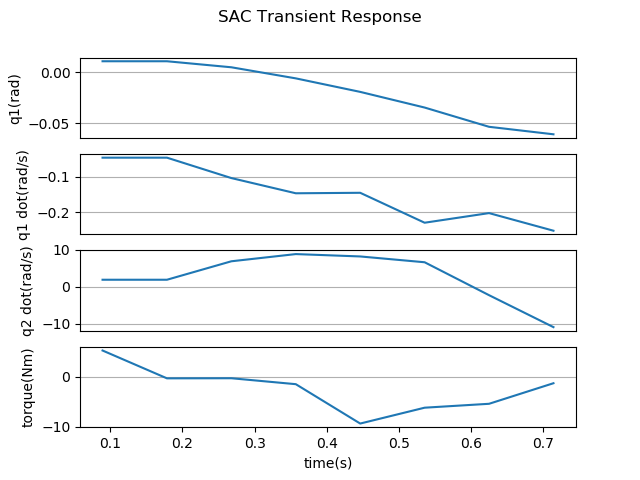 SAC Transient Response
0.00
−0.05
q1(rad)
−0.1
−0.2
q1 dot(rad/s)
10
0
−10
q2 dot(rad/s)
0
−10
torque(Nm)
0.1 0.2 0.3 0.4 0.5 0.6 0.7
time(s)